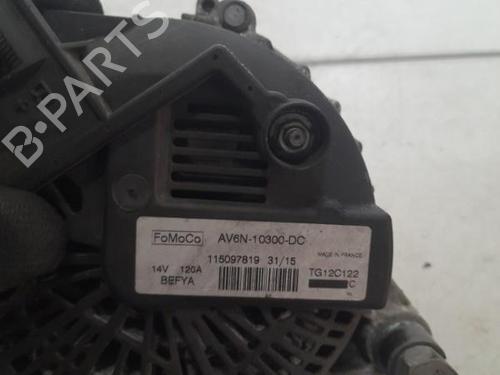 FoMoCo AV6N-10300-DC
115097819 31/15 MADE IN FRANCE
14V 120A TG12C122
BEFYA C
B-PARTS